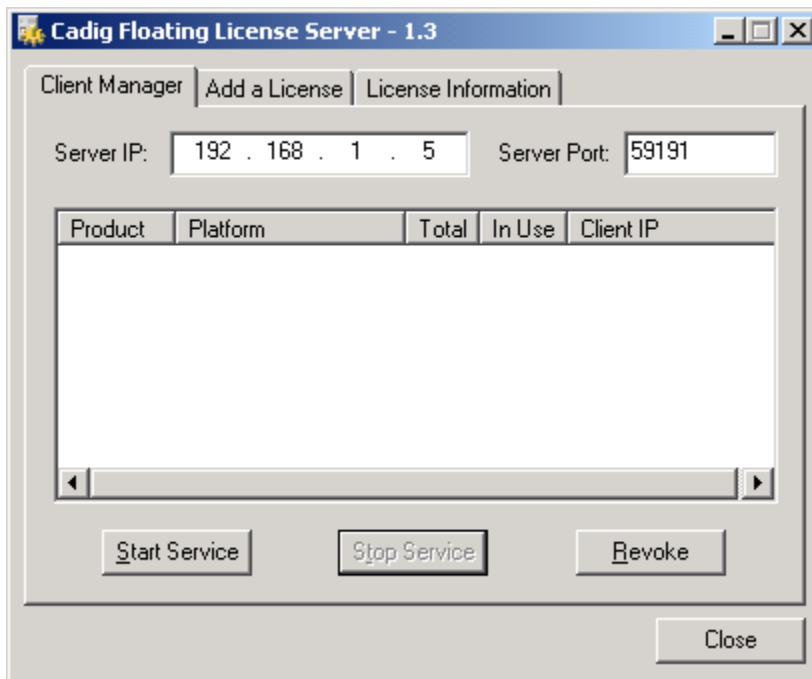 Cadig Floating License Server - 1.3
Client Manager Add a License License Information
Server IP: 192 . 168 . 1 . 5 Server Port: 59191
Product Platform Total In Use Client IP
Start Service Stop Service Revoke
Close